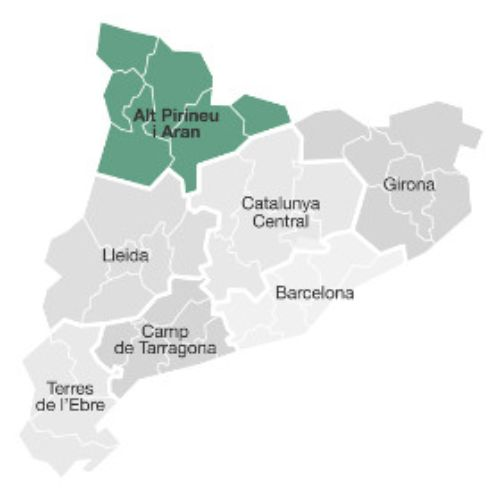 Alt Pirineu
i Aran
Girona
Catalunya
Central
Lleida
Barcelona
Camp
de Tarragona
Terres
de l'Ebre